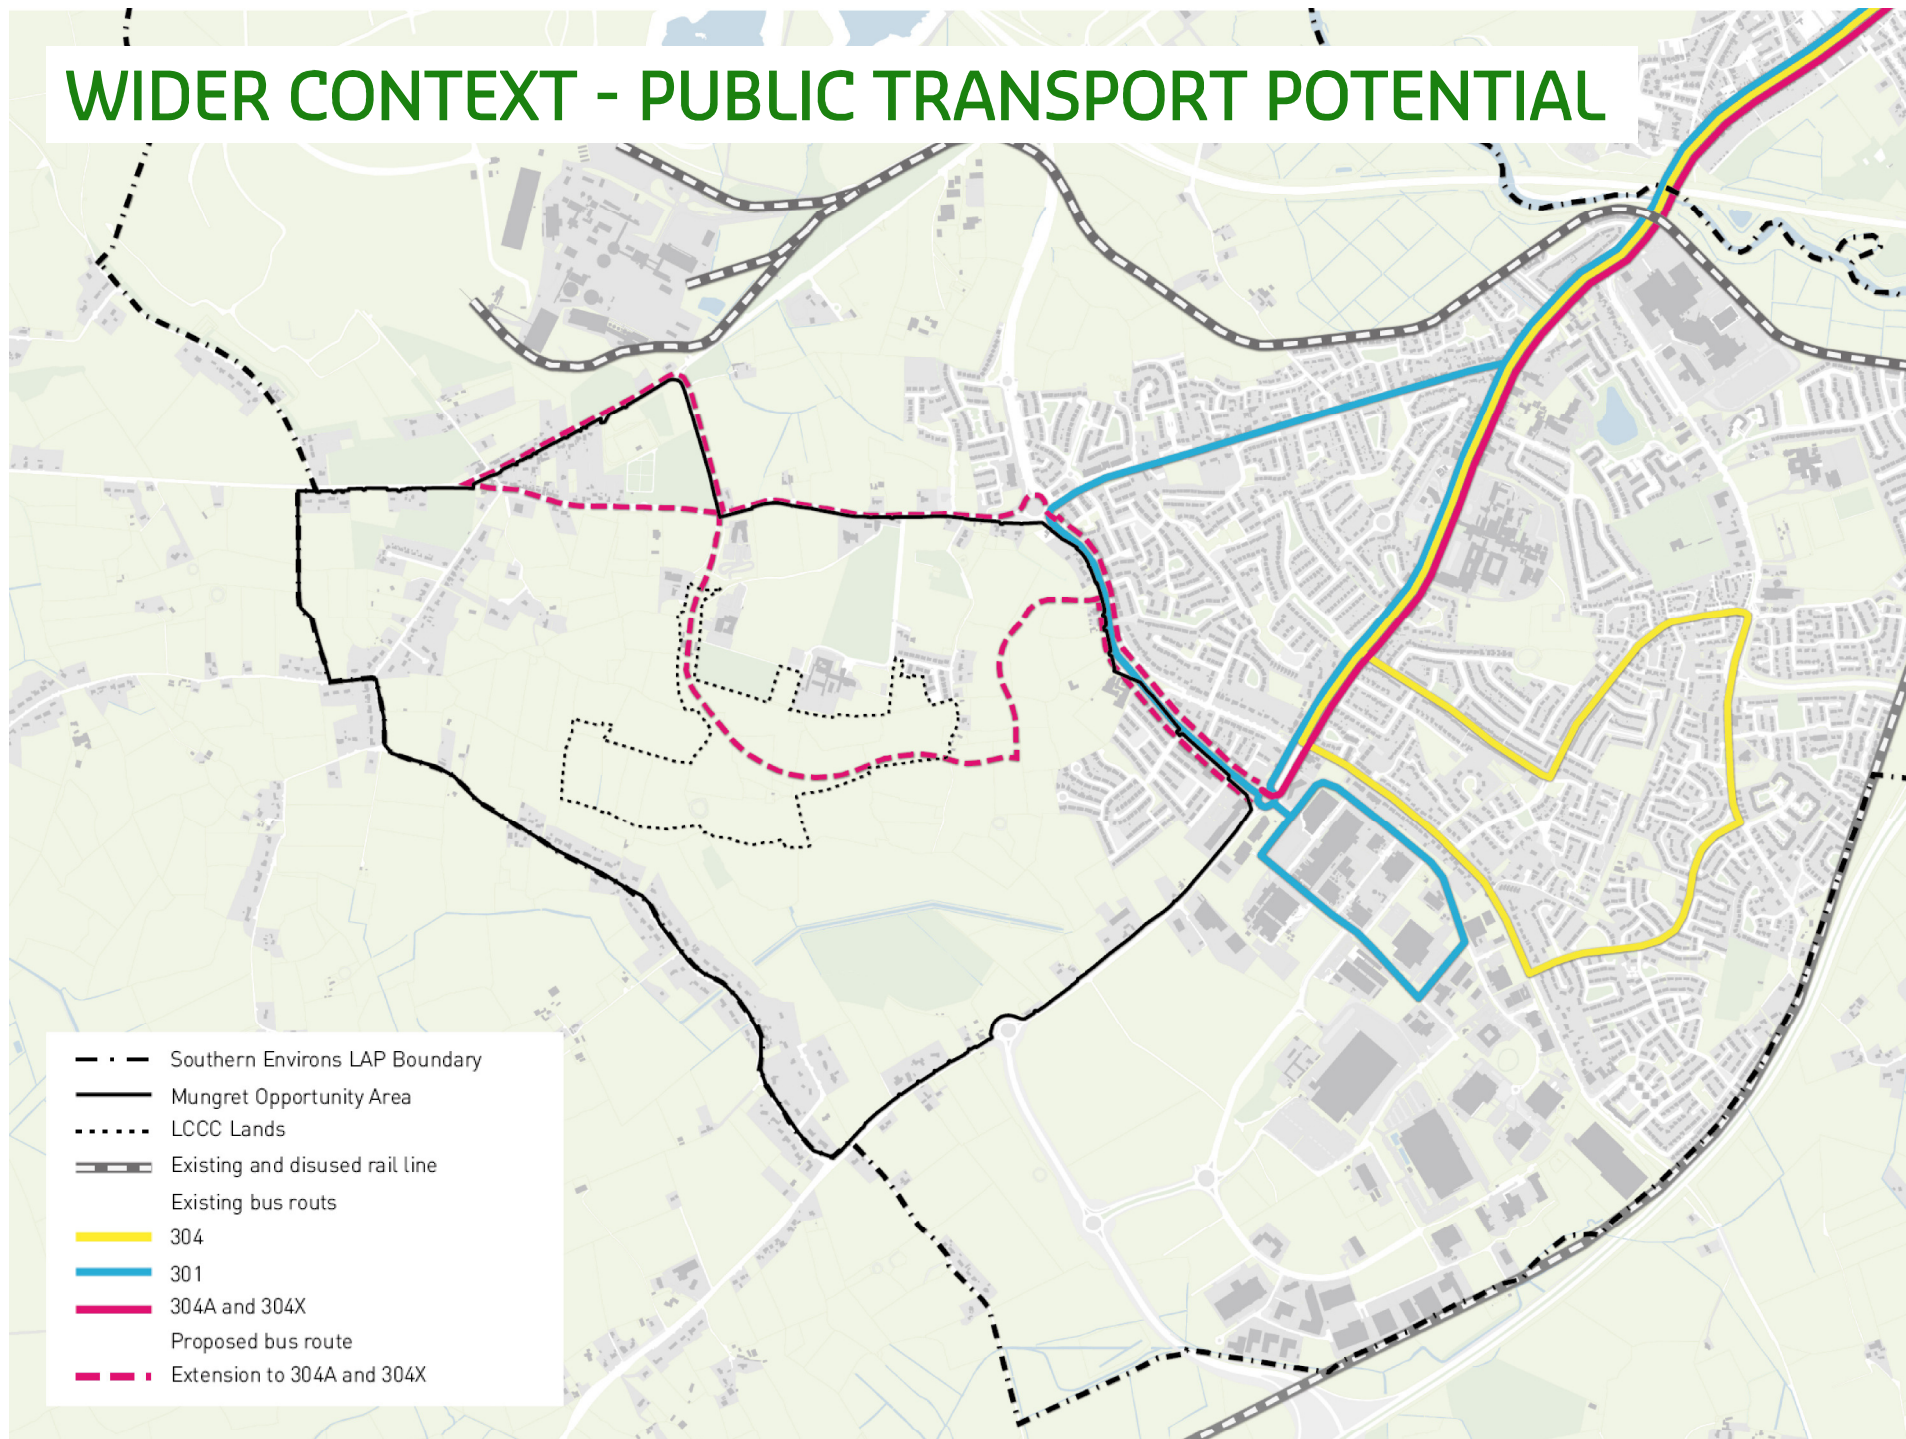 WIDER CONTEXT - PUBLIC TRANSPORT POTENTIAL
Southern Environs LAP Boundary
Mungret Opportunity Area
LCCC Lands
Existing and disused rail line
Existing bus routes
304
301
304A and 304X
Proposed bus route
Extension to 304A and 304X